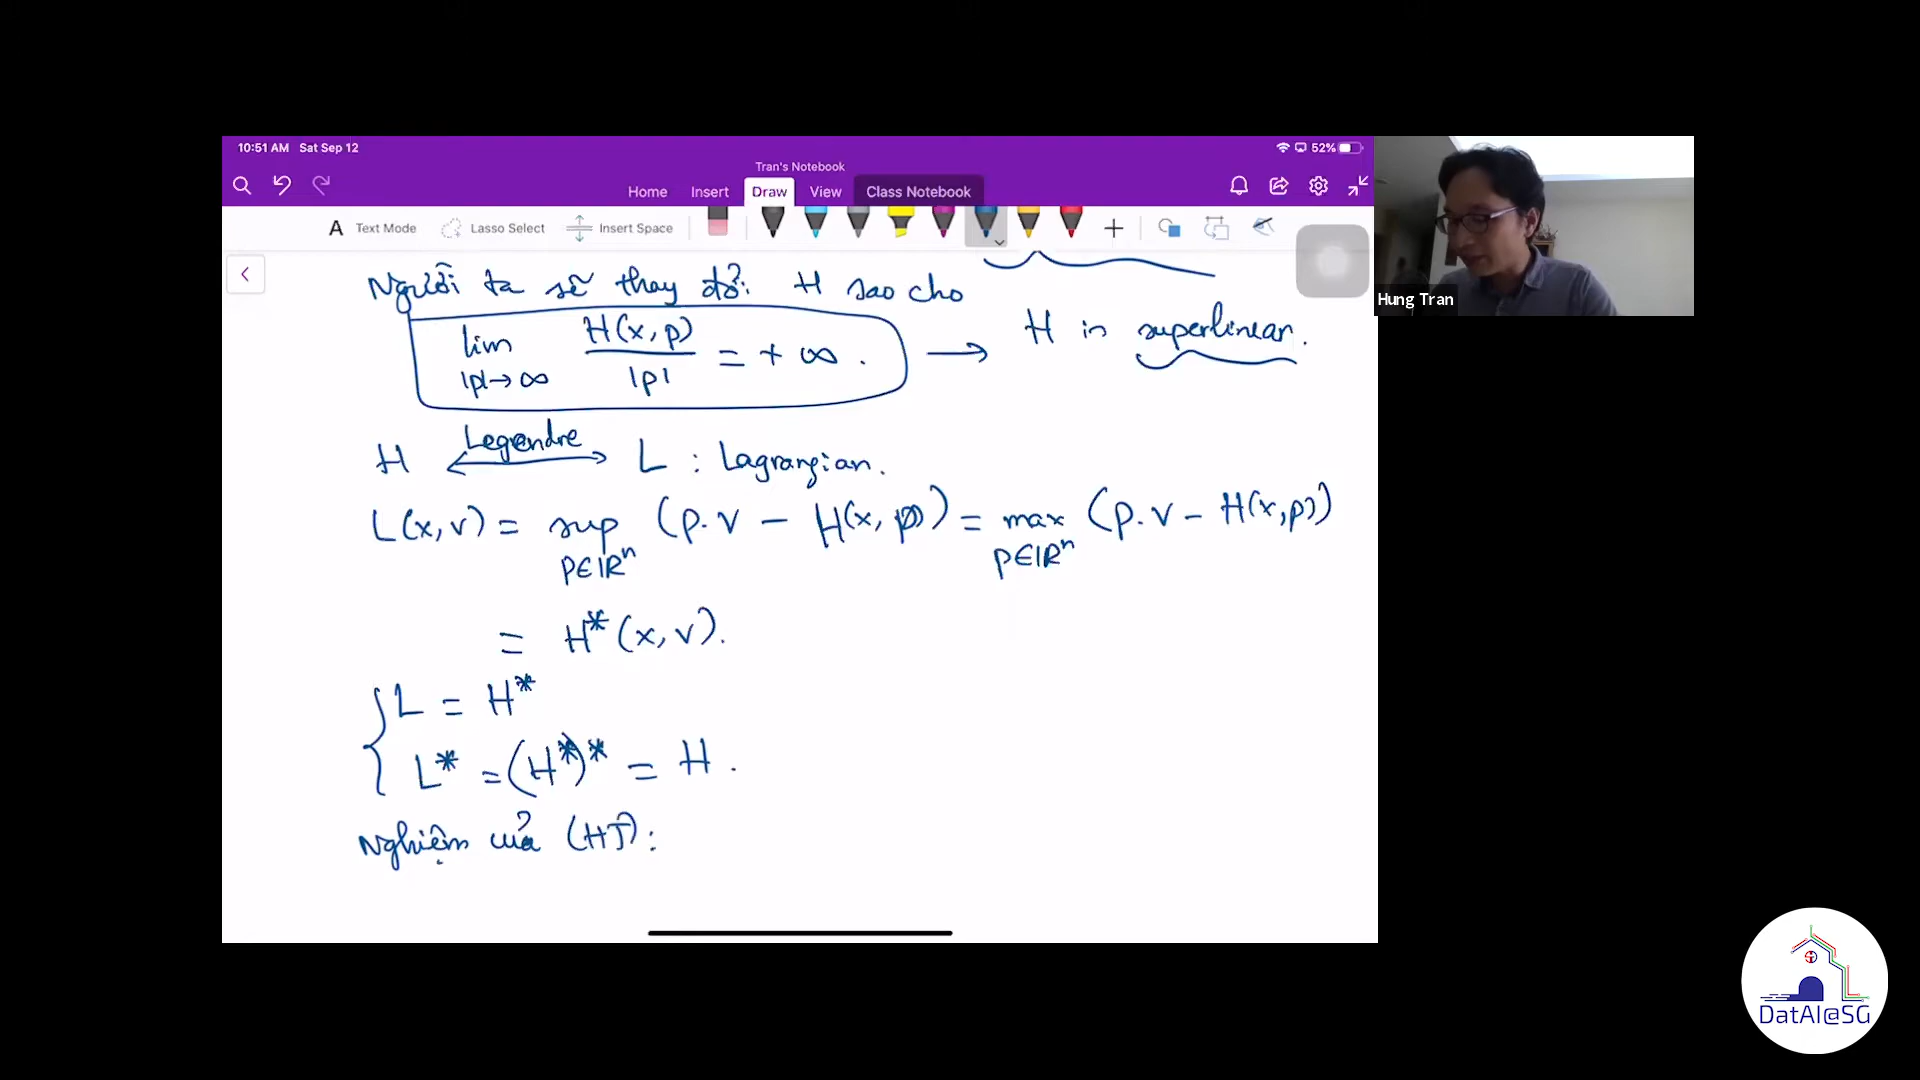 10:51 AM Sat Sep 12
52%
Tran's Notebook
Home Insert Draw View Class Notebook
A Text Mode Lasso Select Insert Space
Người ta sẽ thay đổi H sao cho
lim |p|→∞ H(x,p)/|p| = +∞. → H is superlinear.
H ←Legendre→ L : Lagrangian.
L(x,v) = sup p∈ℝⁿ (p.v − H(x,p)) = max p∈ℝⁿ (p.v − H(x,p))
= H*(x,v).
L = H*
L* = (H*)* = H.
Nghiệm của (HJ):
Hung Tran
DatAI@SG